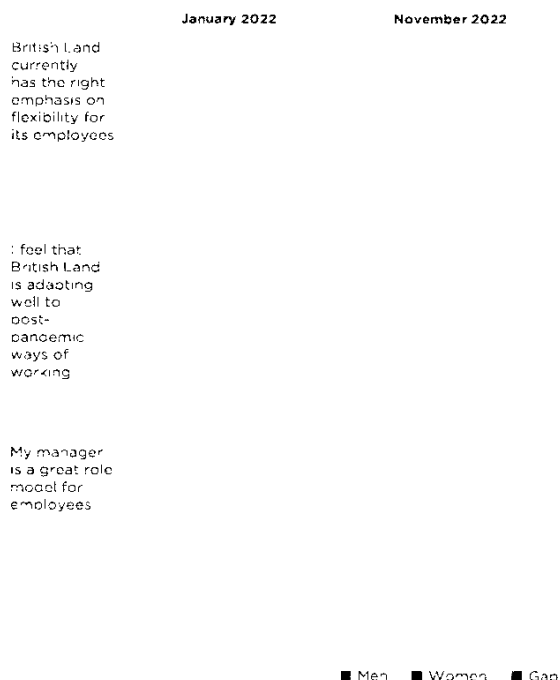 January 2022
November 2022
British Land
currently
has the right
emphasis on
flexibility for
its employees
I feel that
British Land
is adapting
well to
post-
pandemic
ways of
working
My manager
is a great role
model for
employees
Men
Women
Gap